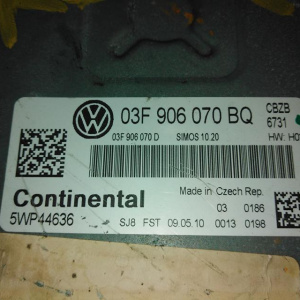 03F 906 070 BQ
CBZB
6731
03F 906 070 D SIMOS 10.20
HW: H0
Continental
5WP44636
Made in Czech Rep.
03 0186
SJ8 FST 09.05.10 0013 0198